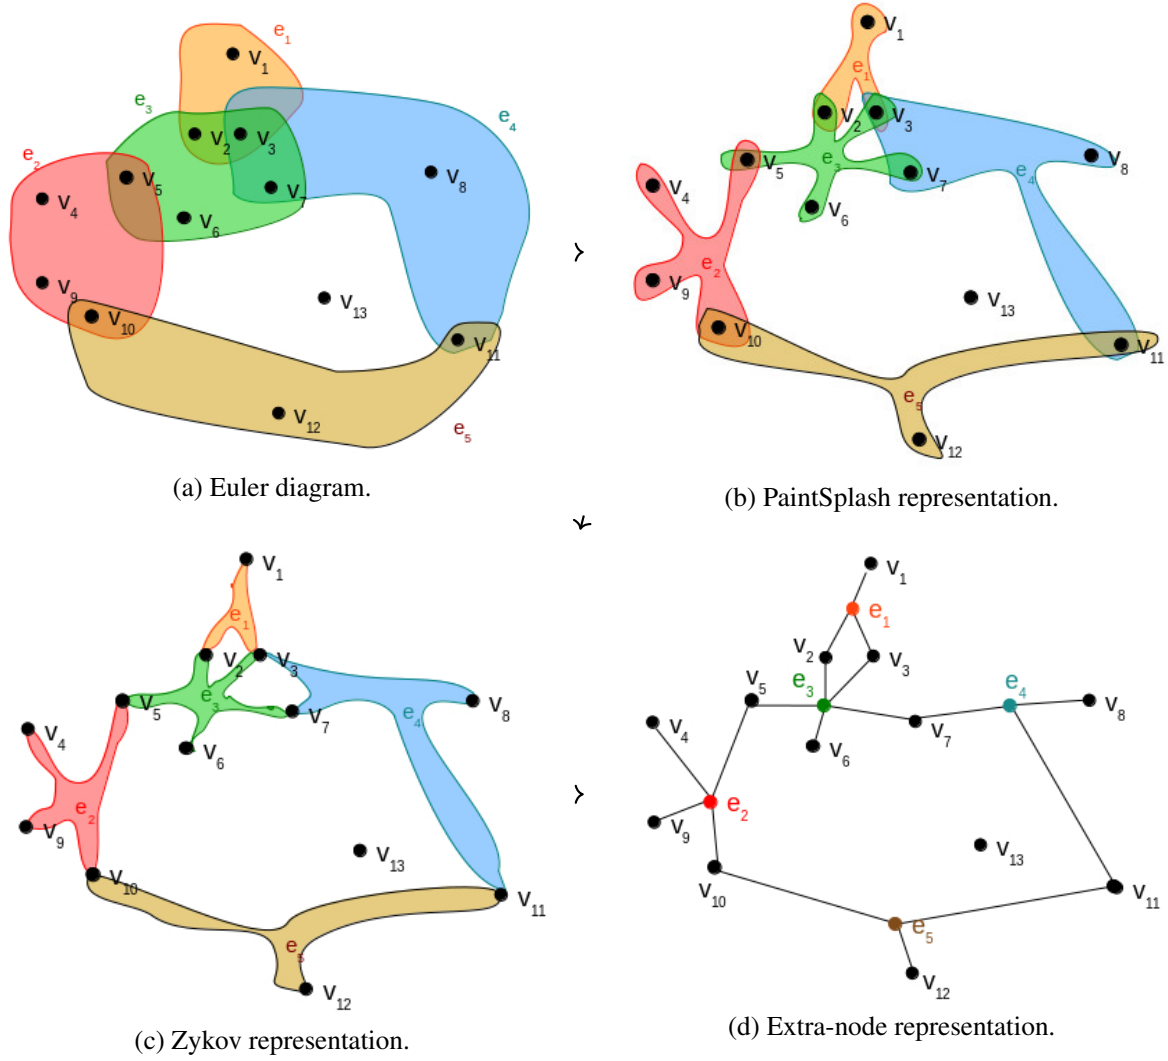 e1
v1
e3
e4
e2
v2
v3
v5
v8
v4
v7
v6
v9
v13
v10
v11
v12
e5
(a) Euler diagram.
v1
e1
v2
v3
e3
v5
v8
e4
v7
v4
v6
e2
v9
v13
v10
v11
e5
v12
(b) PaintSplash representation.
v1
e1
v2
v3
e3
v5
v7
e4
v8
v4
v6
e2
v9
v13
v10
v11
e5
v12
(c) Zykov representation.
v1
e1
v2
v3
e3
v5
e4
v8
v4
v7
v6
e2
v9
v13
v10
v11
e5
v12
(d) Extra-node representation.